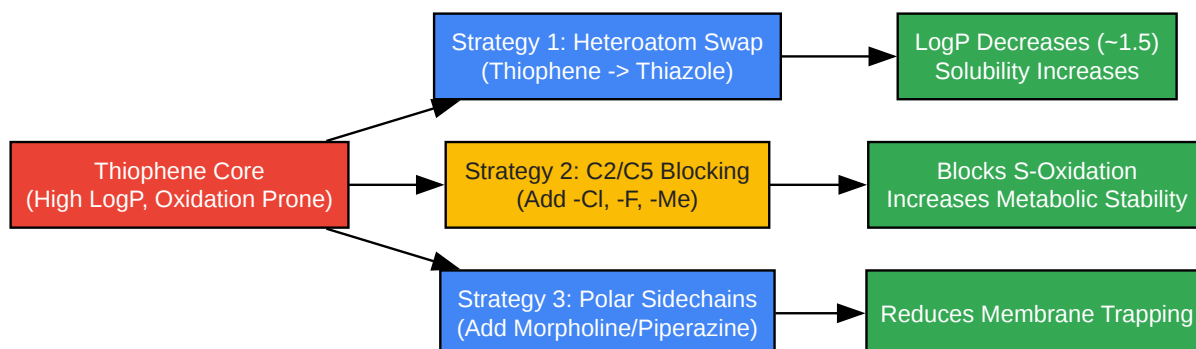 Strategy 1: Heteroatom Swap
(Thiophene -> Thiazole)
LogP Decreases (~1.5)
Solubility Increases
Thiophene Core
(High LogP, Oxidation Prone)
Strategy 2: C2/C5 Blocking
(Add -Cl, -F, -Me)
Blocks S-Oxidation
Increases Metabolic Stability
Strategy 3: Polar Sidechains
(Add Morpholine/Piperazine)
Reduces Membrane Trapping